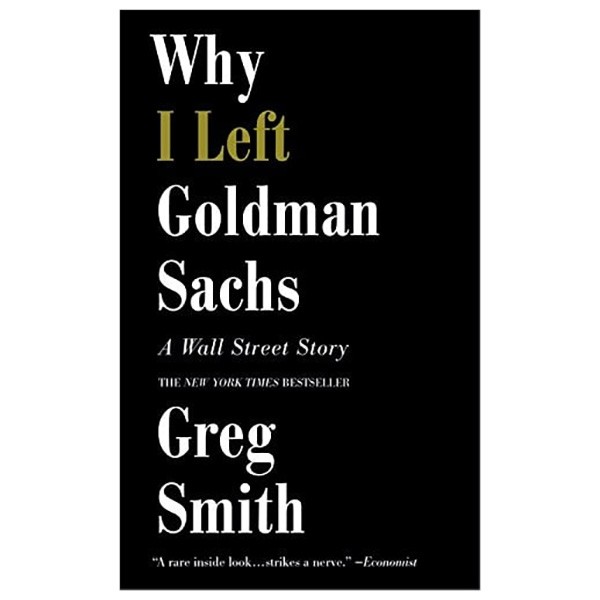 Why
I Left
Goldman
Sachs
A Wall Street Story
THE NEW YORK TIMES BESTSELLER
Greg
Smith
“A rare inside look…strikes a nerve.” —Economist